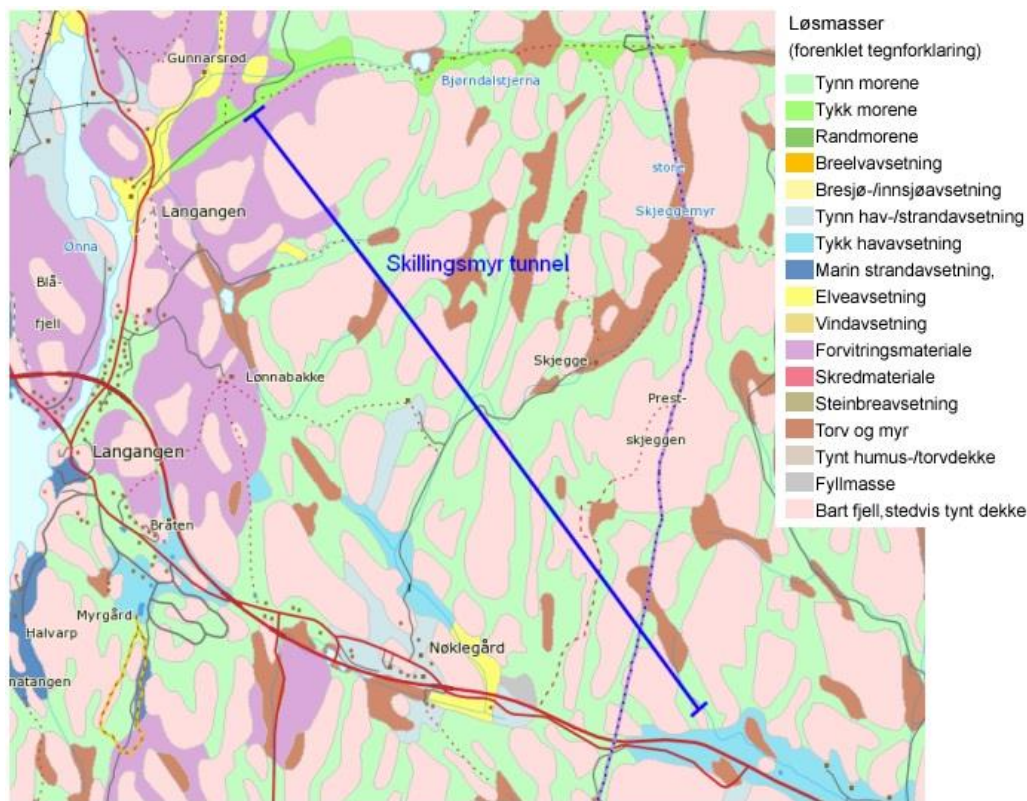 Gunnarsrød
Bjørndalstjerna
store
Skjeggemyr
Langangen
Ønna
Skillingsmyr tunnel
Blå-
fjell
Skjegge
Lønnabakke
Prest-
skjeggen
Langangen
Bråten
Myrgård
Halvarp
Nøklegård
natangen
Løsmasser
(forenklet tegnforklaring)
Tynn morene
Tykk morene
Randmorene
Breelvavsetning
Bresjø-/innsjøavsetning
Tynn hav-/strandavsetning
Tykk havavsetning
Marin strandavsetning,
Elveavsetning
Vindavsetning
Forvitringsmateriale
Skredmateriale
Steinbreavsetning
Torv og myr
Tynt humus-/torvdekke
Fyllmasse
Bart fjell,stedvis tynt dekke